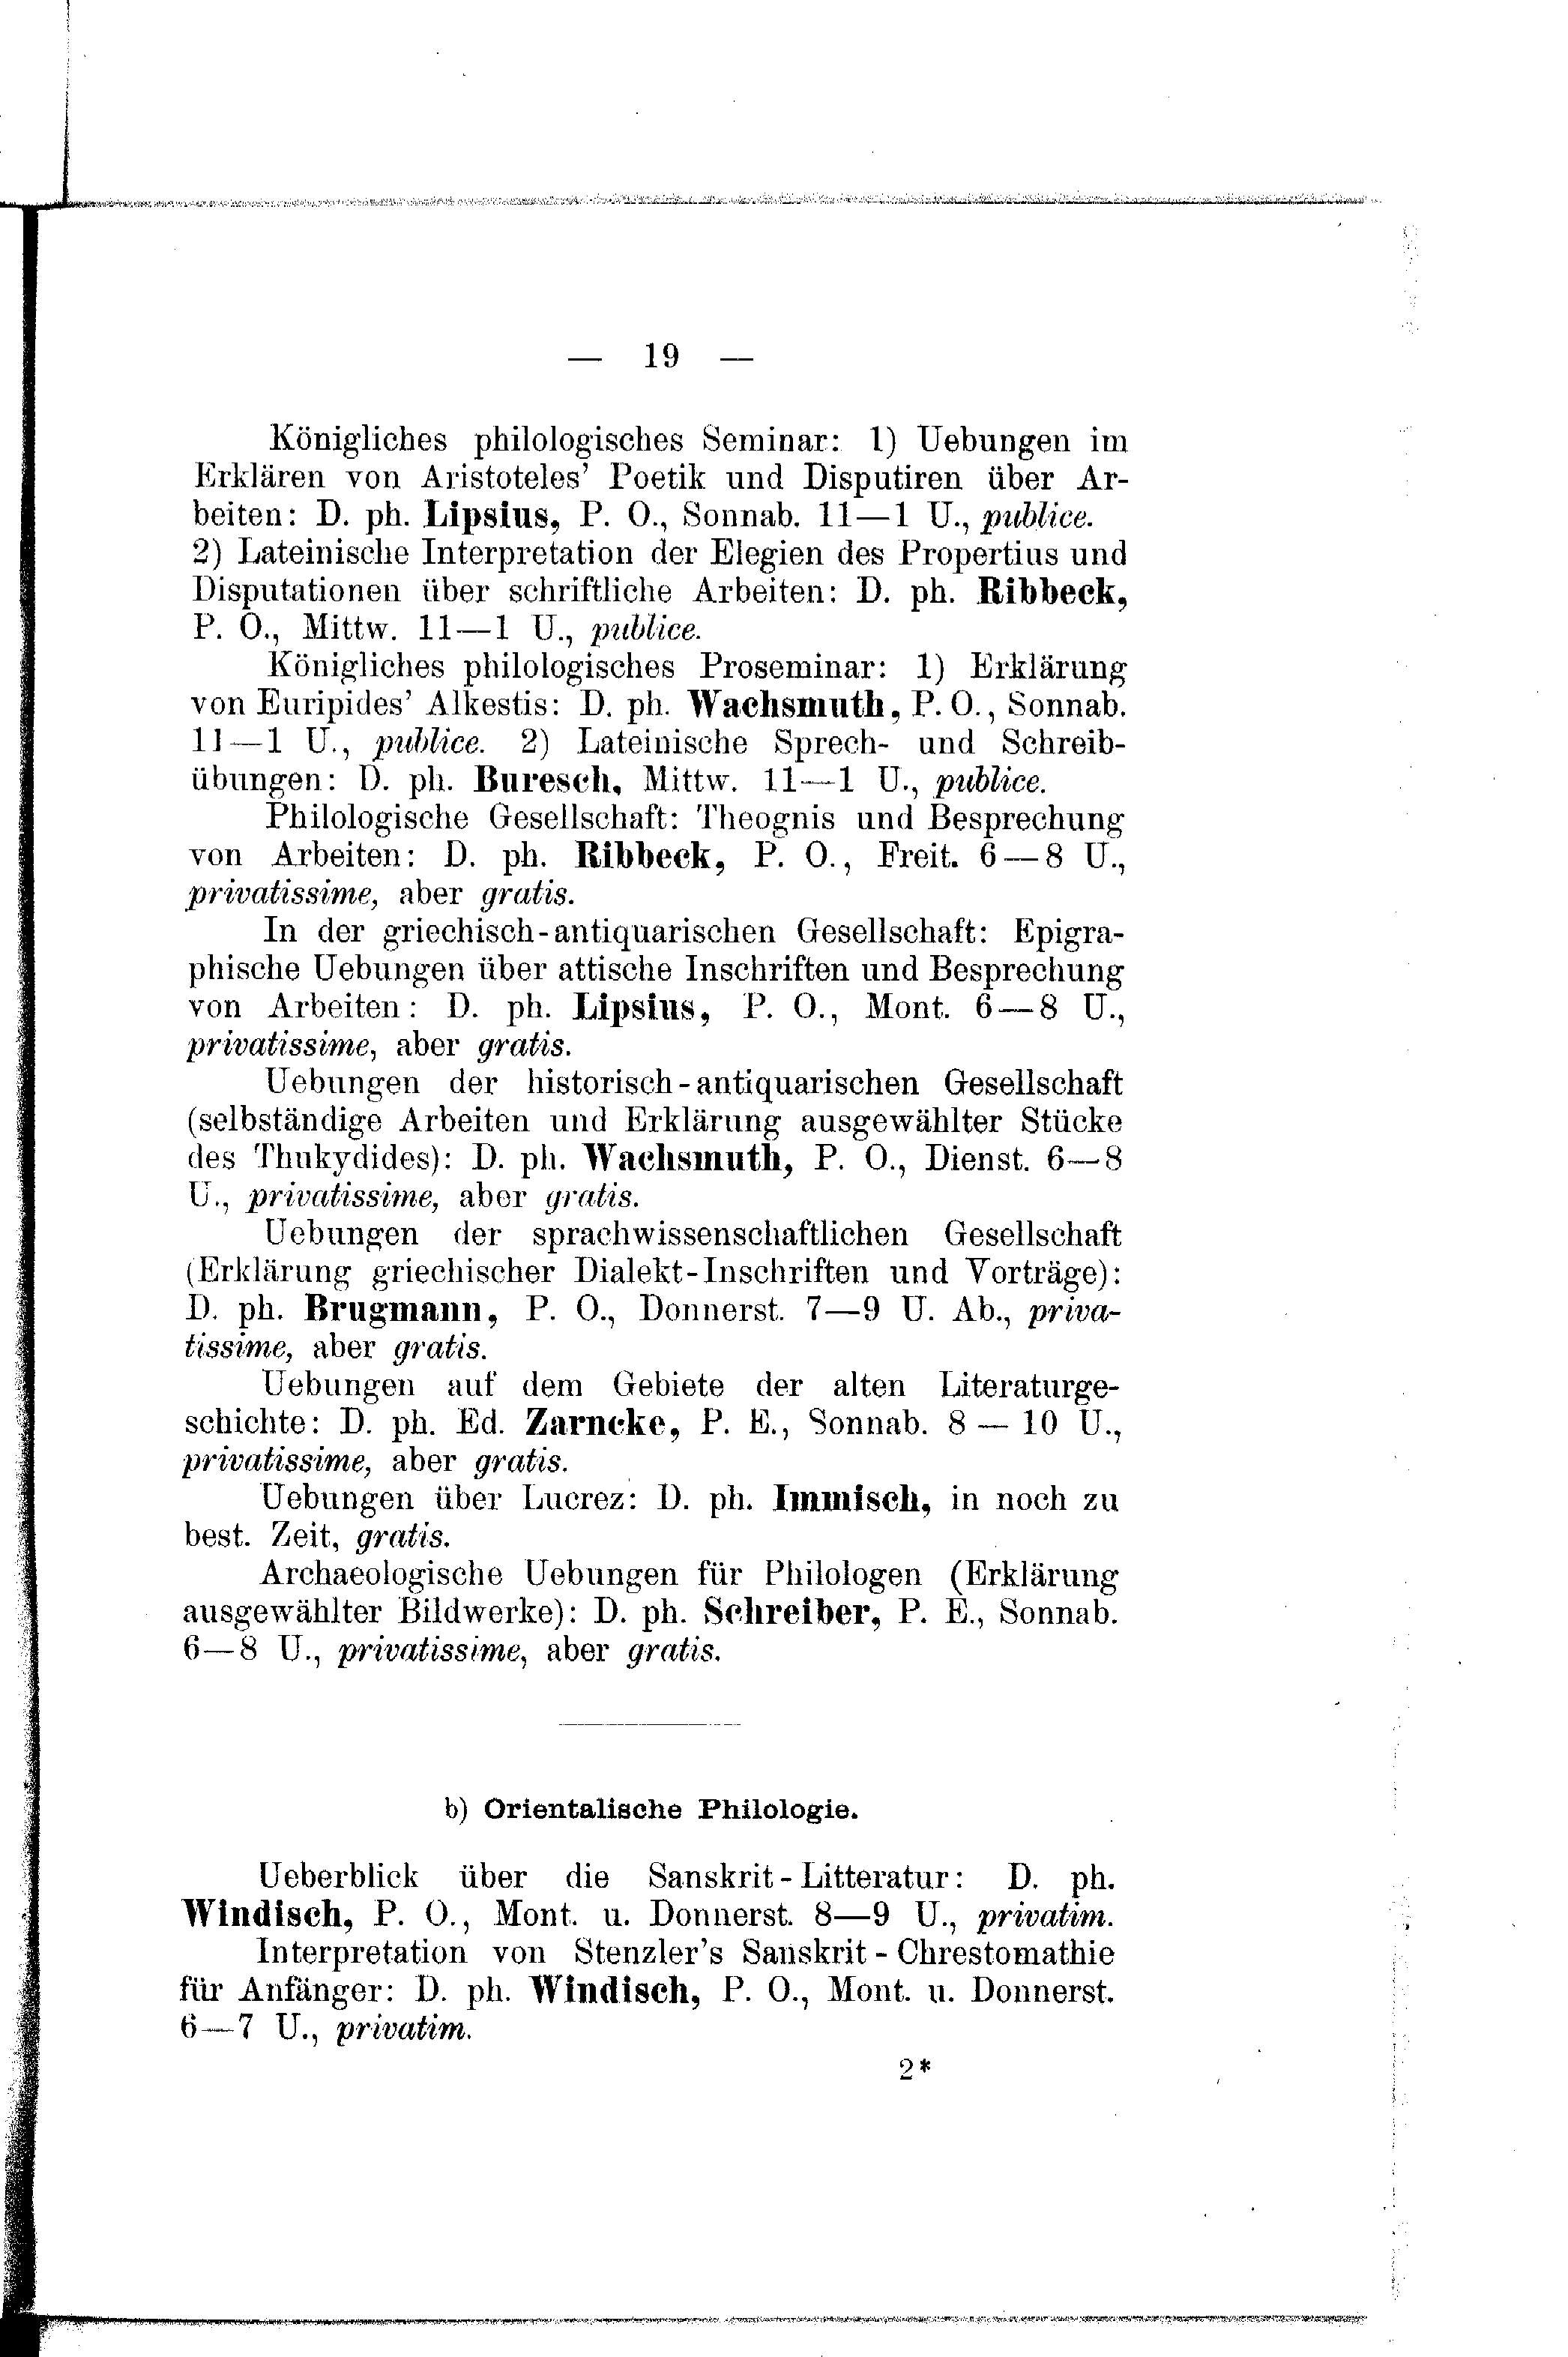 — 19 —
Königliches philologisches Seminar: 1) Uebungen im
Erklären von Aristoteles' Poetik und Disputiren über Ar-
beiten: D. ph. Lipsius, P. O., Sonnab. 11—1 U., publice.
2) Lateinische Interpretation der Elegien des Propertius und
Disputationen über schriftliche Arbeiten: D. ph. Ribbeck,
P. O., Mittw. 11—1 U., publice.
Königliches philologisches Proseminar: 1) Erklärung
von Euripides' Alkestis: D. ph. Wachsmuth, P. O., Sonnab.
11—1 U., publice. 2) Lateinische Sprech- und Schreib-
übungen: D. ph. Buresch, Mittw. 11—1 U., publice.
Philologische Gesellschaft: Theognis und Besprechung
von Arbeiten: D. ph. Ribbeck, P. O., Freit. 6—8 U.,
privatissime, aber gratis.
In der griechisch-antiquarischen Gesellschaft: Epigra-
phische Uebungen über attische Inschriften und Besprechung
von Arbeiten: D. ph. Lipsius, P. O., Mont. 6—8 U.,
privatissime, aber gratis.
Uebungen der historisch-antiquarischen Gesellschaft
(selbständige Arbeiten und Erklärung ausgewählter Stücke
des Thukydides): D. ph. Wachsmuth, P. O., Dienst. 6—8
U., privatissime, aber gratis.
Uebungen der sprachwissenschaftlichen Gesellschaft
(Erklärung griechischer Dialekt-Inschriften und Vorträge):
D. ph. Brugmann, P. O., Donnerst. 7—9 U. Ab., priva-
tissime, aber gratis.
Uebungen auf dem Gebiete der alten Literaturge-
schichte: D. ph. Ed. Zarncke, P. E., Sonnab. 8—10 U.,
privatissime, aber gratis.
Uebungen über Lucrez: D. ph. Immisch, in noch zu
best. Zeit, gratis.
Archaeologische Uebungen für Philologen (Erklärung
ausgewählter Bildwerke): D. ph. Schreiber, P. E., Sonnab.
6—8 U., privatissime, aber gratis.
b) Orientalische Philologie.
Ueberblick über die Sanskrit-Litteratur: D. ph.
Windisch, P. O., Mont. u. Donnerst. 8—9 U., privatim.
Interpretation von Stenzler's Sanskrit-Chrestomathie
für Anfänger: D. ph. Windisch, P. O., Mont. u. Donnerst.
6—7 U., privatim.
2*